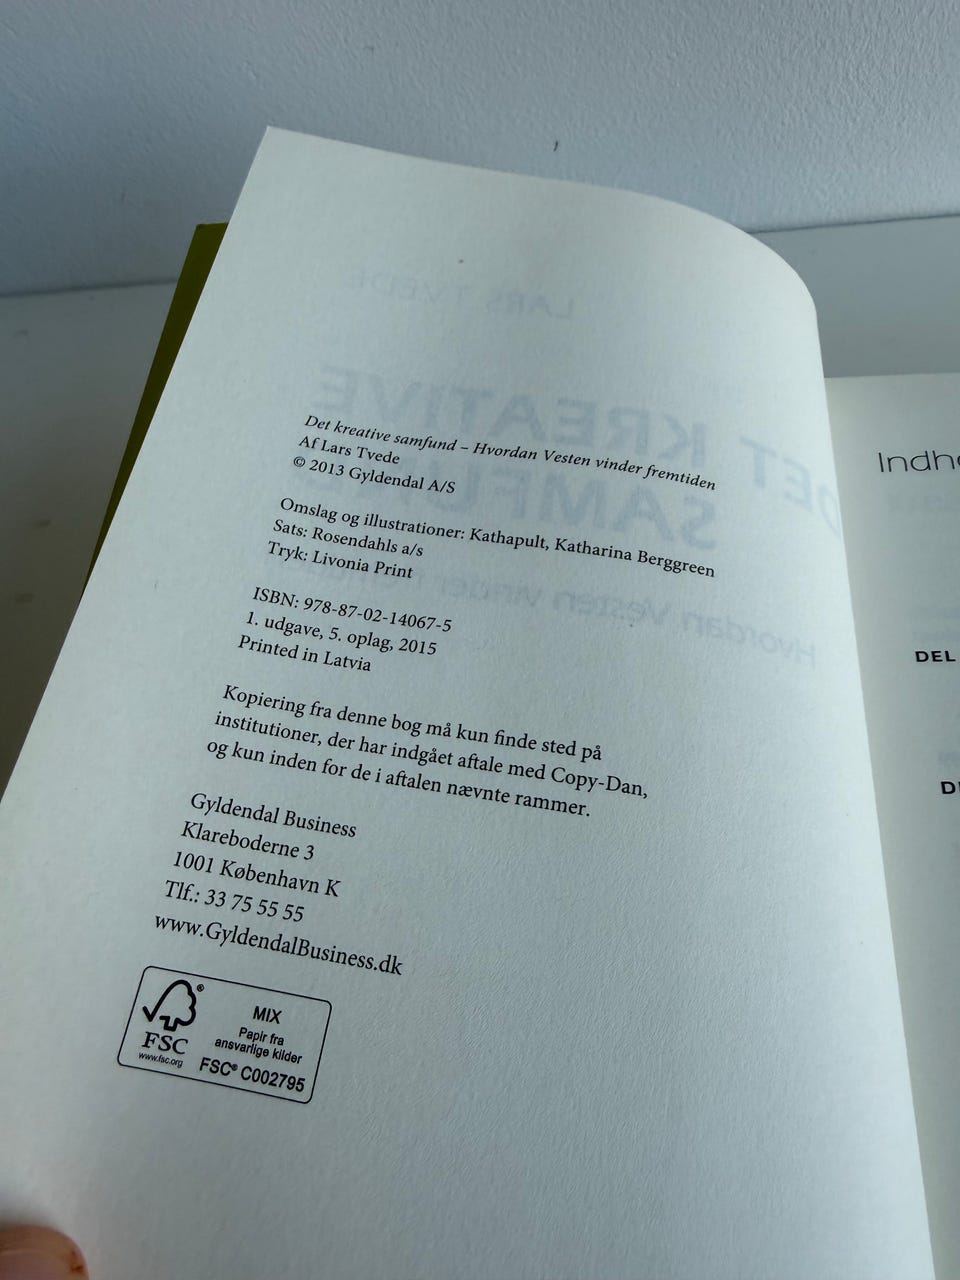 Det kreative samfund – Hvordan Vesten vinder fremtiden
Af Lars Tvede
© 2013 Gyldendal A/S
Omslag og illustrationer: Kathapult, Katharina Berggreen
Sats: Rosendahls a/s
Tryk: Livonia Print
ISBN: 978-87-02-14067-5
1. udgave, 5. oplag, 2015
Printed in Latvia
Kopiering fra denne bog må kun finde sted på
institutioner, der har indgået aftale med Copy-Dan,
og kun inden for de i aftalen nævnte rammer.
Gyldendal Business
Klareboderne 3
1001 København K
Tlf.: 33 75 55 55
www.GyldendalBusiness.dk
FSC
®
www.fsc.org
MIX
Papir fra
ansvarlige kilder
FSC® C002795
LARS TVEDE
DET KREATIVE
DEL